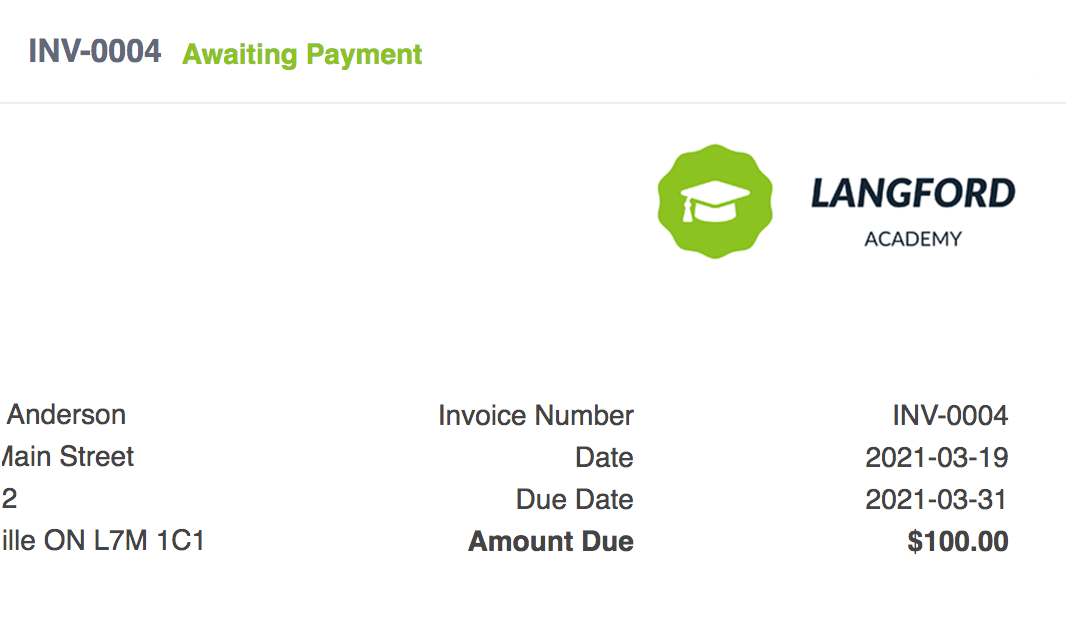 INV-0004 Awaiting Payment
LANGFORD
ACADEMY
Anderson
Main Street
2
ille ON L7M 1C1
Invoice Number INV-0004
Date 2021-03-19
Due Date 2021-03-31
Amount Due $100.00